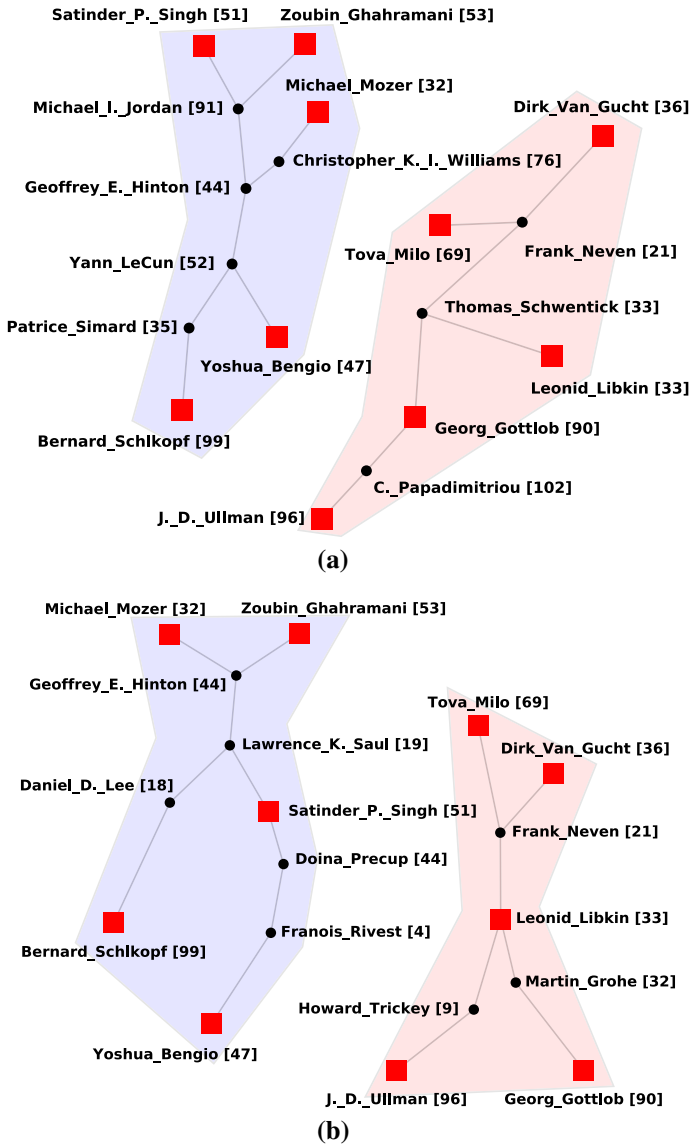 Satinder_P._Singh [51]
Zoubin_Ghahramani [53]
Michael_Mozer [32]
Michael_I._Jordan [91]
Dirk_Van_Gucht [36]
Christopher_K._I._Williams [76]
Geoffrey_E._Hinton [44]
Tova_Milo [69]
Frank_Neven [21]
Yann_LeCun [52]
Thomas_Schwentick [33]
Patrice_Simard [35]
Yoshua_Bengio [47]
Leonid_Libkin [33]
Bernard_Schlkopf [99]
Georg_Gottlob [90]
C._Papadimitriou [102]
J._D._Ullman [96]
(a)
Michael_Mozer [32]
Zoubin_Ghahramani [53]
Geoffrey_E._Hinton [44]
Tova_Milo [69]
Lawrence_K._Saul [19]
Dirk_Van_Gucht [36]
Daniel_D._Lee [18]
Satinder_P._Singh [51]
Frank_Neven [21]
Doina_Precup [44]
Leonid_Libkin [33]
Franois_Rivest [4]
Bernard_Schlkopf [99]
Martin_Grohe [32]
Howard_Trickey [9]
Yoshua_Bengio [47]
J._D._Ullman [96]
Georg_Gottlob [90]
(b)